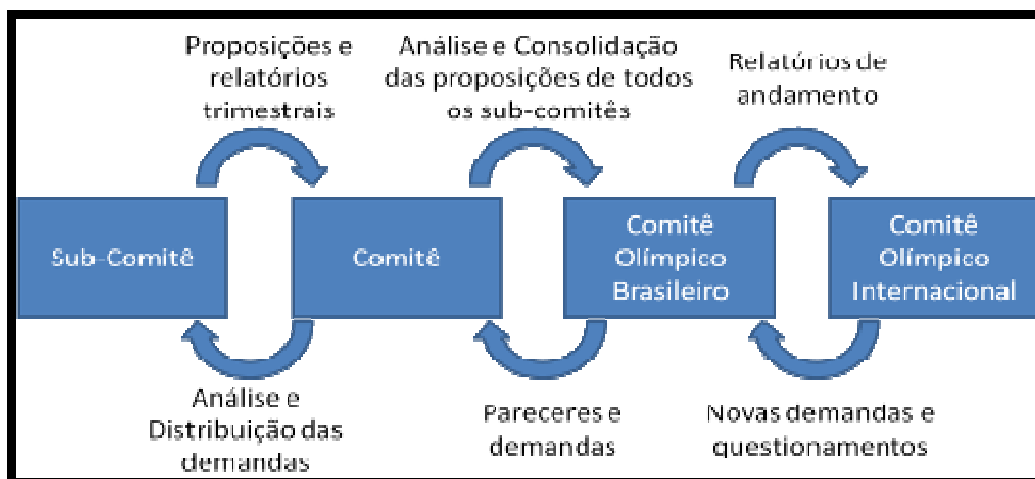 Proposições e
relatórios
trimestrais
Análise e Consolidação
das proposições de todos
os sub-comitês
Relatórios de
andamento
Sub-Comitê
Comitê
Comitê
Olímpico
Brasileiro
Comitê
Olímpico
Internacional
Análise e
Distribuição das
demandas
Pareceres e
demandas
Novas demandas e
questionamentos